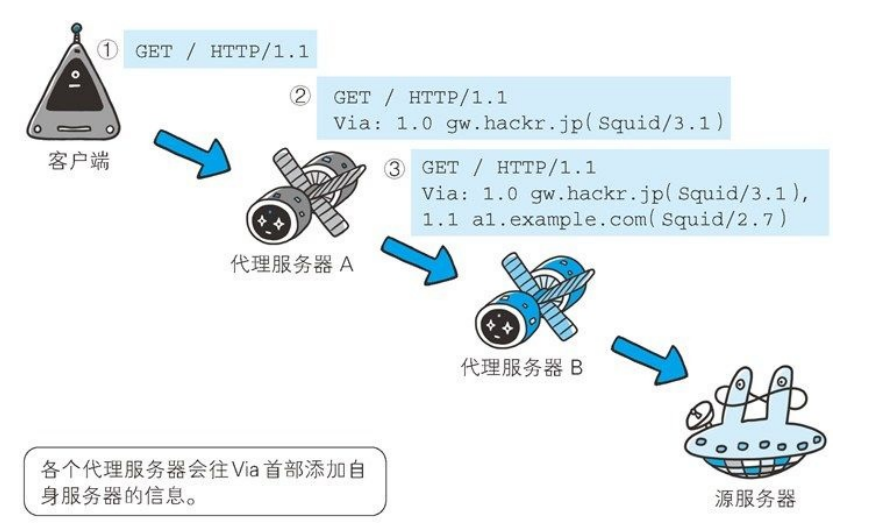 ① GET / HTTP/1.1
② GET / HTTP/1.1
Via: 1.0 gw.hackr.jp(Squid/3.1)
客户端
③ GET / HTTP/1.1
Via: 1.0 gw.hackr.jp(Squid/3.1),
1.1 a1.example.com(Squid/2.7)
代理服务器 A
代理服务器 B
各个代理服务器会往Via首部添加自
身服务器的信息。
源服务器